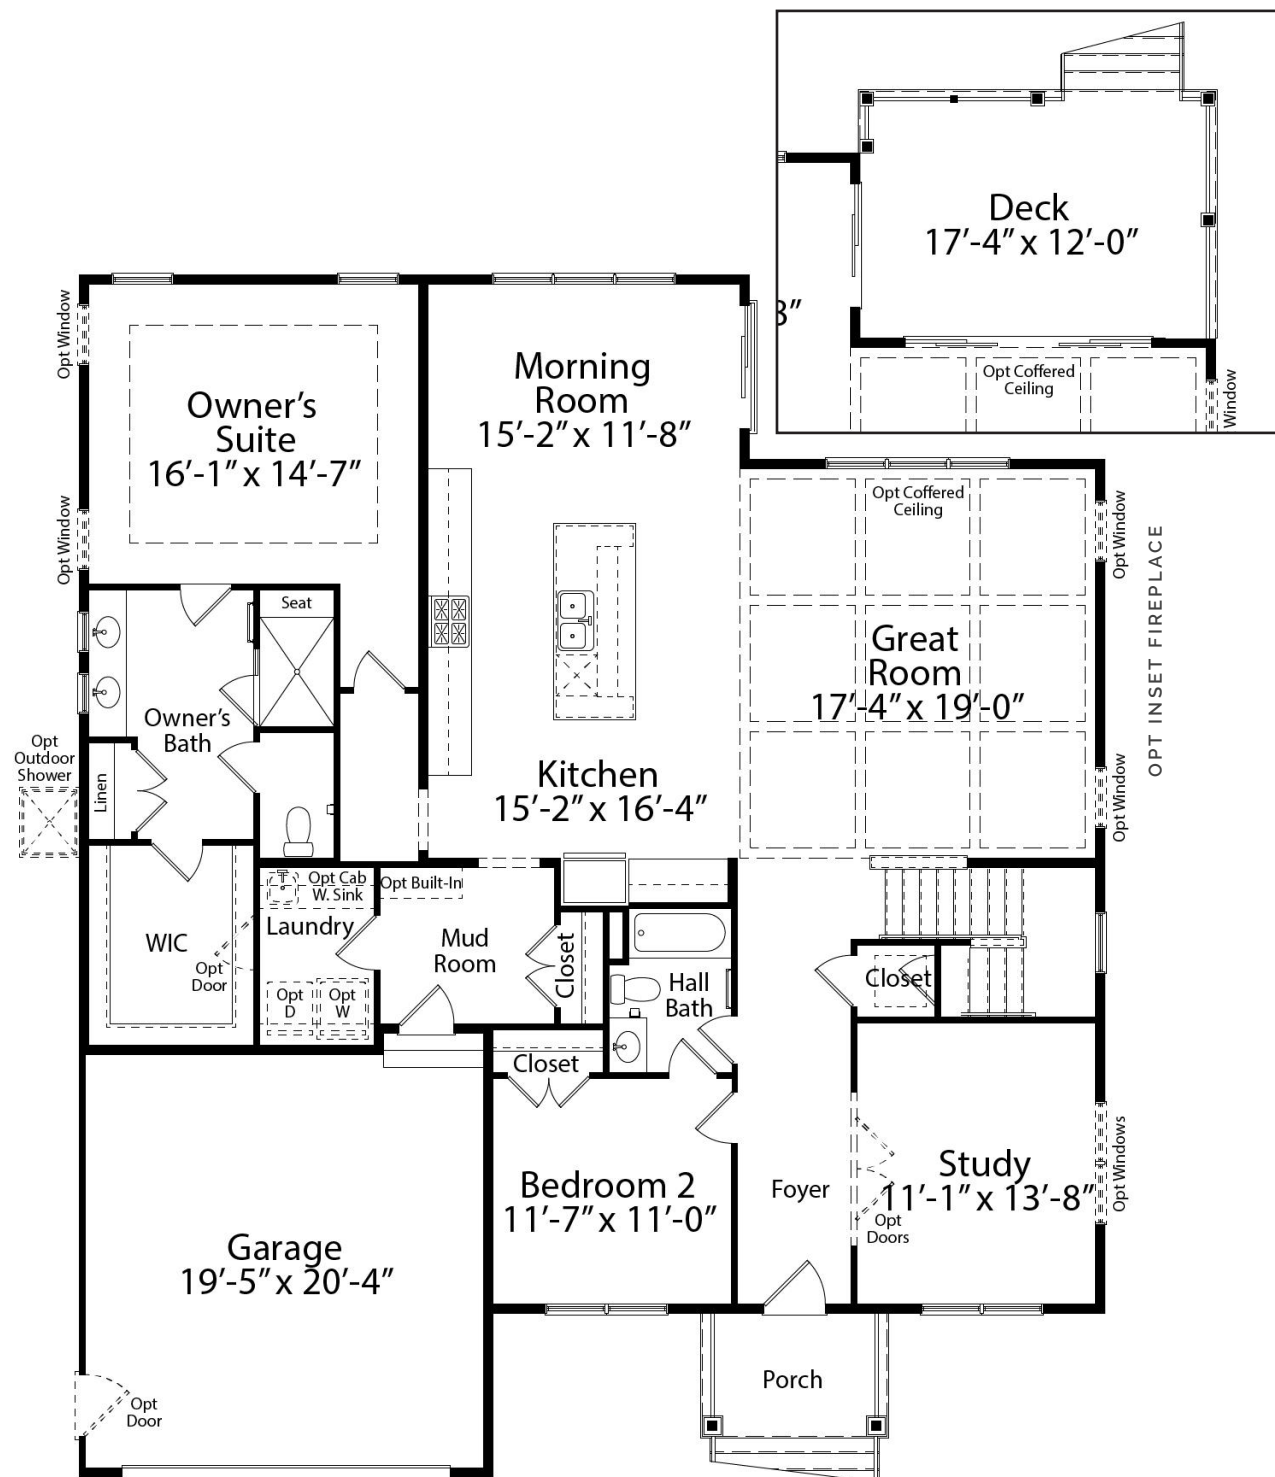 Deck
17’-4” x 12’-0”
8”
Opt Coffered
Ceiling
Window
Opt Window
Owner’s
Suite
16’-1” x 14’-7”
Opt Window
Morning
Room
15’-2” x 11’-8”
Opt Coffered
Ceiling
Opt Window
OPT INSET FIREPLACE
Great
Room
17’-4” x 19’-0”
Opt Window
Seat
Owner’s
Bath
Opt
Outdoor
Shower
Linen
Kitchen
15’-2” x 16’-4”
WIC
Opt
Door
Opt Cab
W. Sink
Laundry
Opt
D
Opt
W
Opt Built-In
Mud
Room
Closet
Hall
Bath
Closet
Closet
Bedroom 2
11’-7” x 11’-0”
Foyer
Study
11’-1” x 13’-8”
Opt
Doors
Opt Windows
Garage
19’-5” x 20’-4”
Opt
Door
Porch